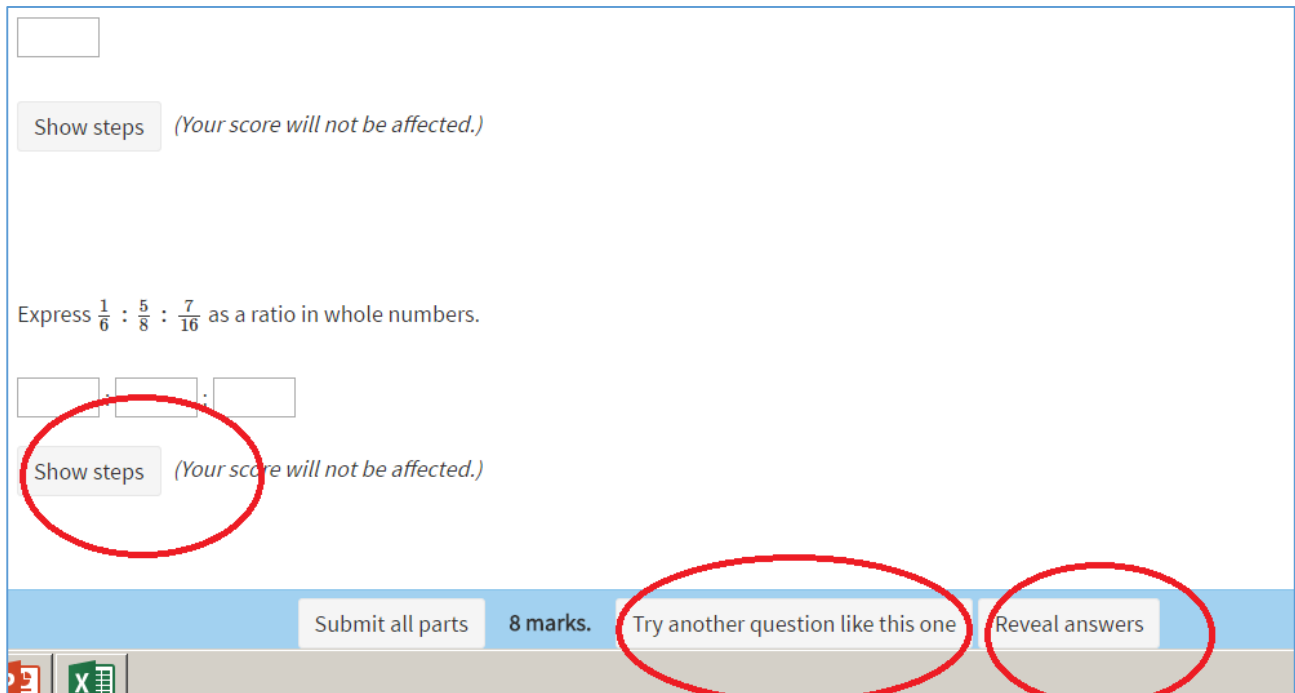 Show steps (Your score will not be affected.)
Express 1/6 : 5/8 : 7/16 as a ratio in whole numbers.
: :
Show steps (Your score will not be affected.)
Submit all parts 8 marks. Try another question like this one Reveal answers